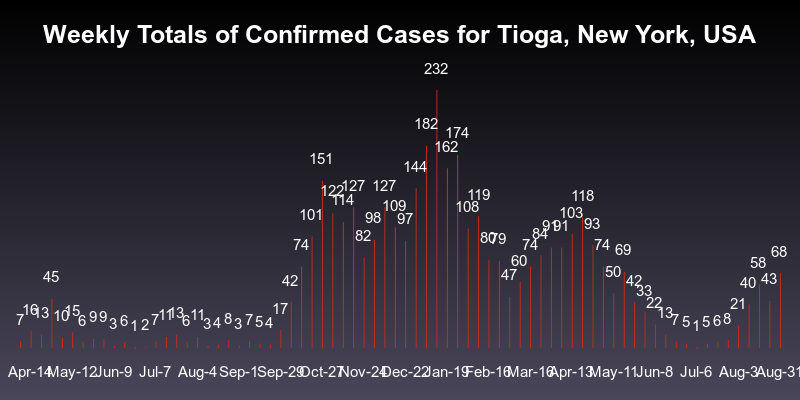 Weekly Totals of Confirmed Cases for Tioga, New York, USA
7 16 13 45 10 15 6 9 9 3 6 1 2 7 11 13 6 11 3 4 8 3 7 5 4 17 42 74 101 151 122 114 127 82 98 127 109 97 144 182 232 162 174 108 119 80 79 47 60 74 84 91 91 103 118 93 74 50 69 42 33 22 13 7 5 1 5 6 8 21 40 58 43 68
Apr-14 May-12 Jun-9 Jul-7 Aug-4 Sep-1 Sep-29 Oct-27 Nov-24 Dec-22 Jan-19 Feb-16 Mar-16 Apr-13 May-11 Jun-8 Jul-6 Aug-3 Aug-31